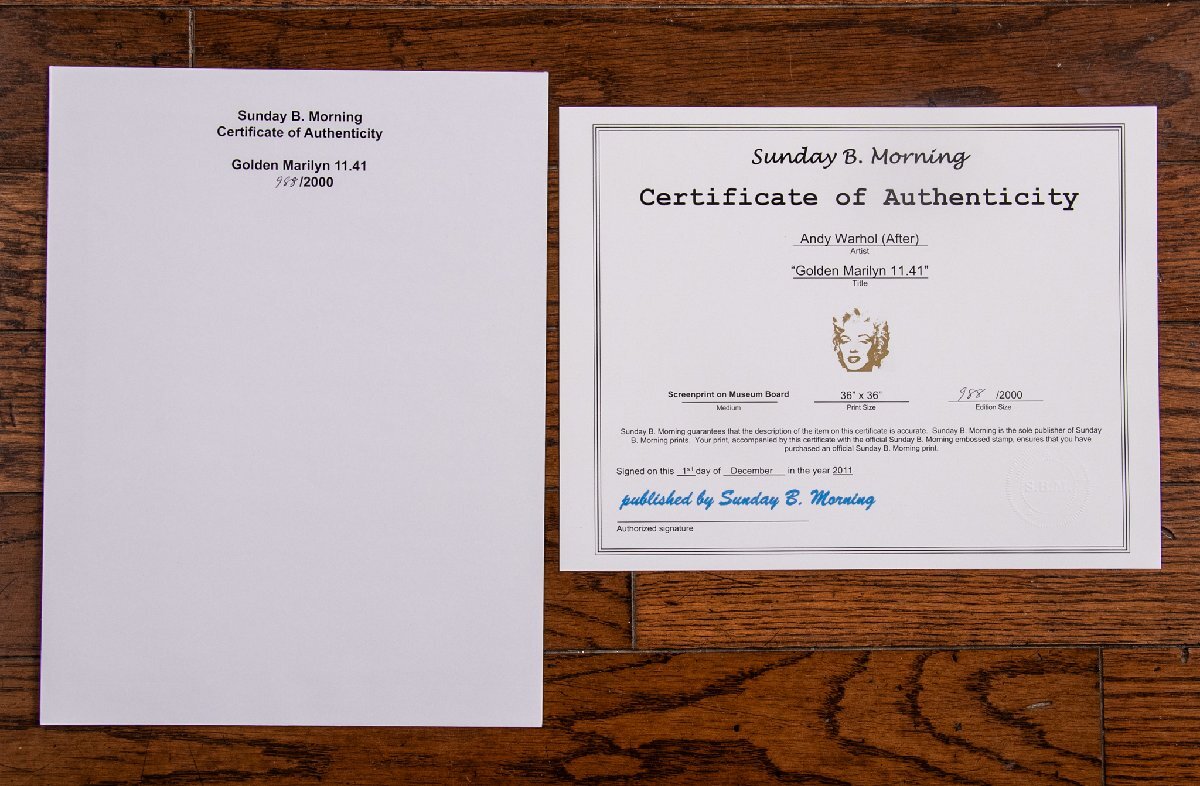 Sunday B. Morning
Certificate of Authenticity
Golden Marilyn 11.41
988/2000
Sunday B. Morning
Certificate of Authenticity
Andy Warhol (After)
Artist
"Golden Marilyn 11.41"
Title
Screenprint on Museum Board
Medium
36" x 36"
Print Size
988 /2000
Edition Size
Sunday B. Morning guarantees that the description of the item on this certificate is accurate. Sunday B. Morning is the sole publisher of Sunday
B. Morning prints. Your print, accompanied by this certificate with the official Sunday B. Morning embossed stamp, ensures that you have
purchased an official Sunday B. Morning print.
Signed on this 1st day of December in the year 2011
published by Sunday B. Morning
Authorized signature
S.B.M.